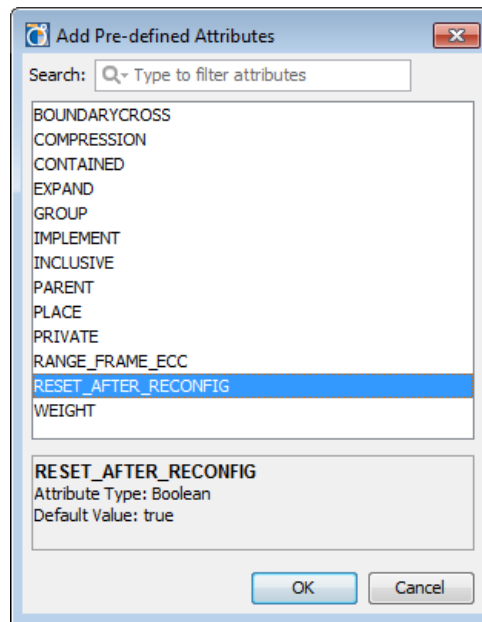 Add Pre-defined Attributes
Search: Type to filter attributes
BOUNDARYCROSS
COMPRESSION
CONTAINED
EXPAND
GROUP
IMPLEMENT
INCLUSIVE
PARENT
PLACE
PRIVATE
RANGE_FRAME_ECC
RESET_AFTER_RECONFIG
WEIGHT
RESET_AFTER_RECONFIG
Attribute Type: Boolean
Default Value: true
OK Cancel